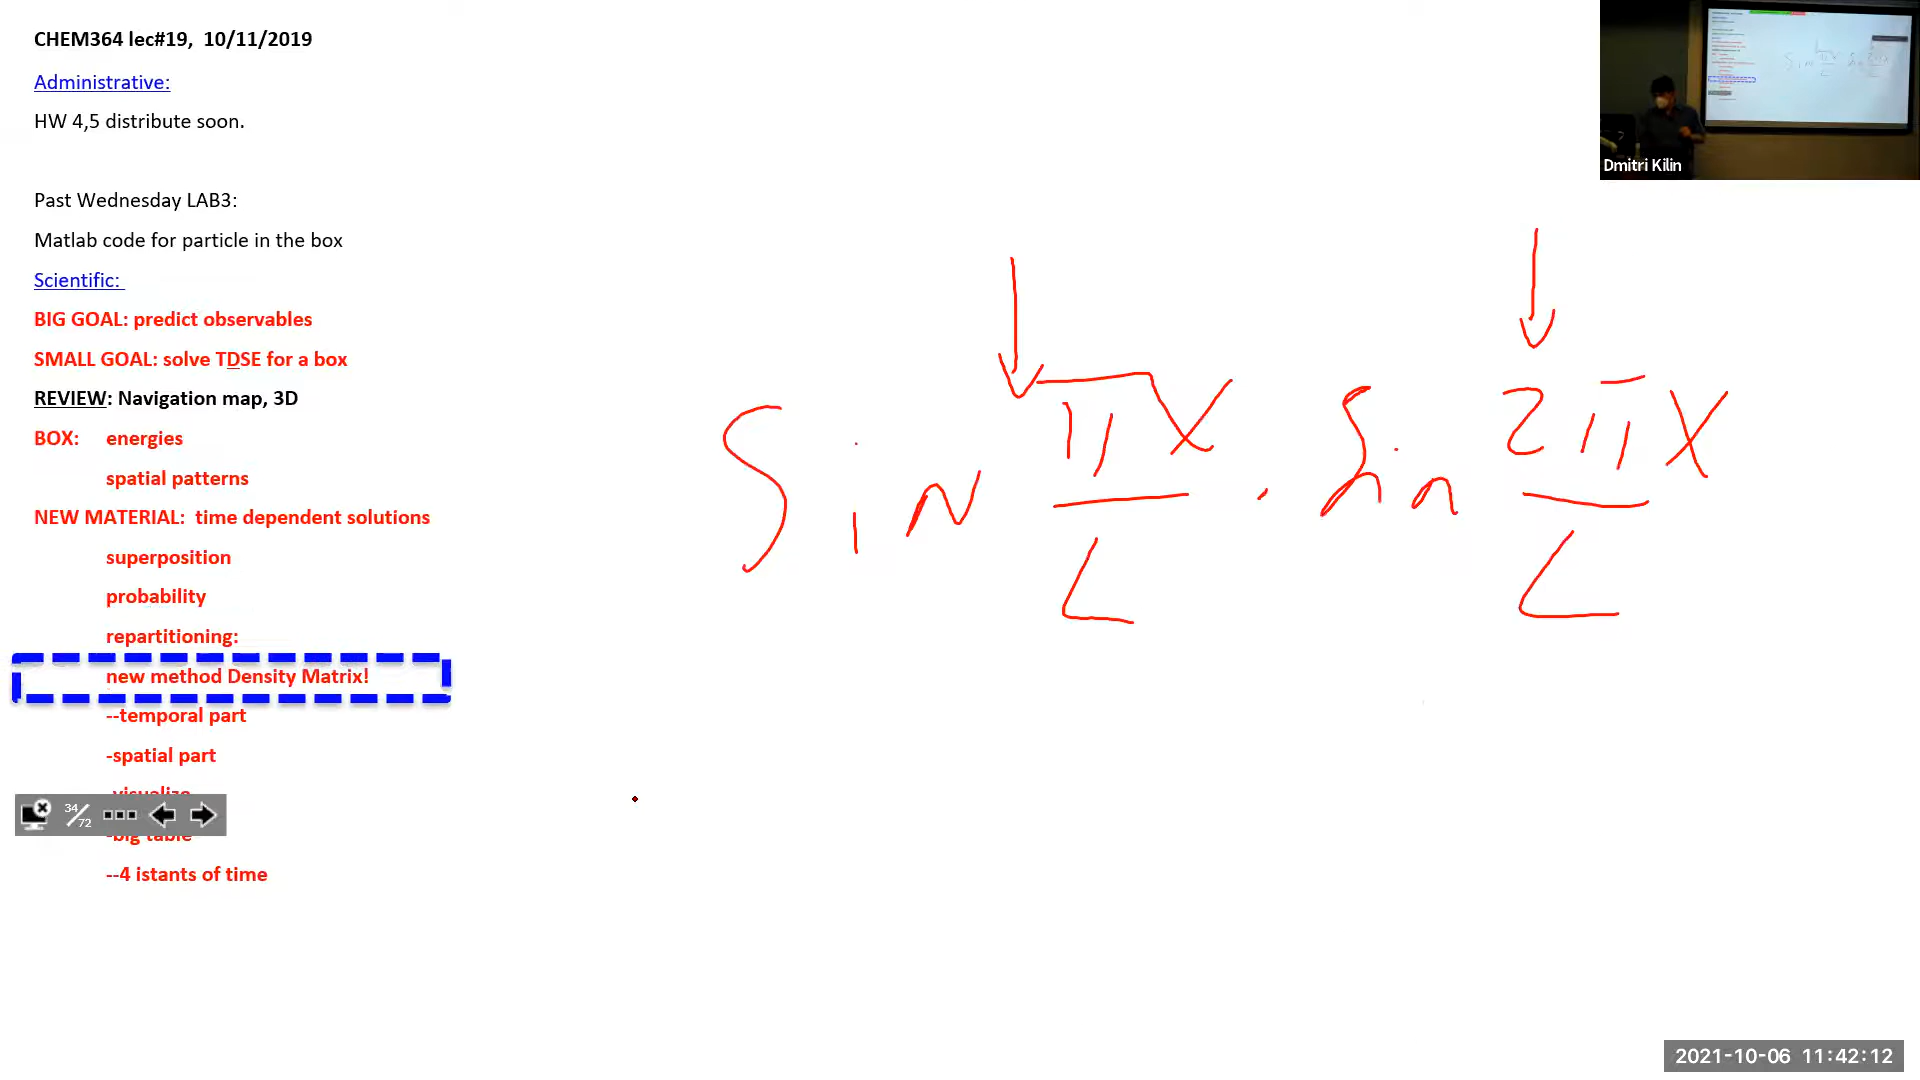 CHEM364 lec#19, 10/11/2019
Administrative:
HW 4,5 distribute soon.
Past Wednesday LAB3:
Matlab code for particle in the box
Scientific:
BIG GOAL: predict observables
SMALL GOAL: solve TDSE for a box
REVIEW: Navigation map, 3D
BOX: energies
spatial patterns
NEW MATERIAL: time dependent solutions
superposition
probability
repartitioning:
new method Density Matrix!
--temporal part
-spatial part
-visualize
-big table
--4 istants of time
34/72
Sin πx/L · Sin 2πx/L
Dmitri Kilin
2021-10-06 11:42:12